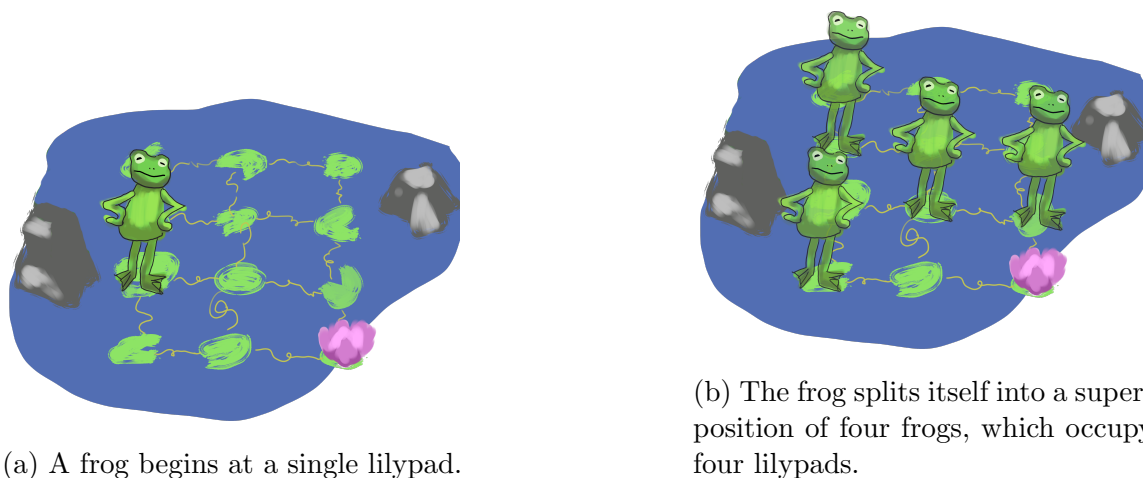 (a) A frog begins at a single lilypad.
(b) The frog splits itself into a super
position of four frogs, which occupy
four lilypads.